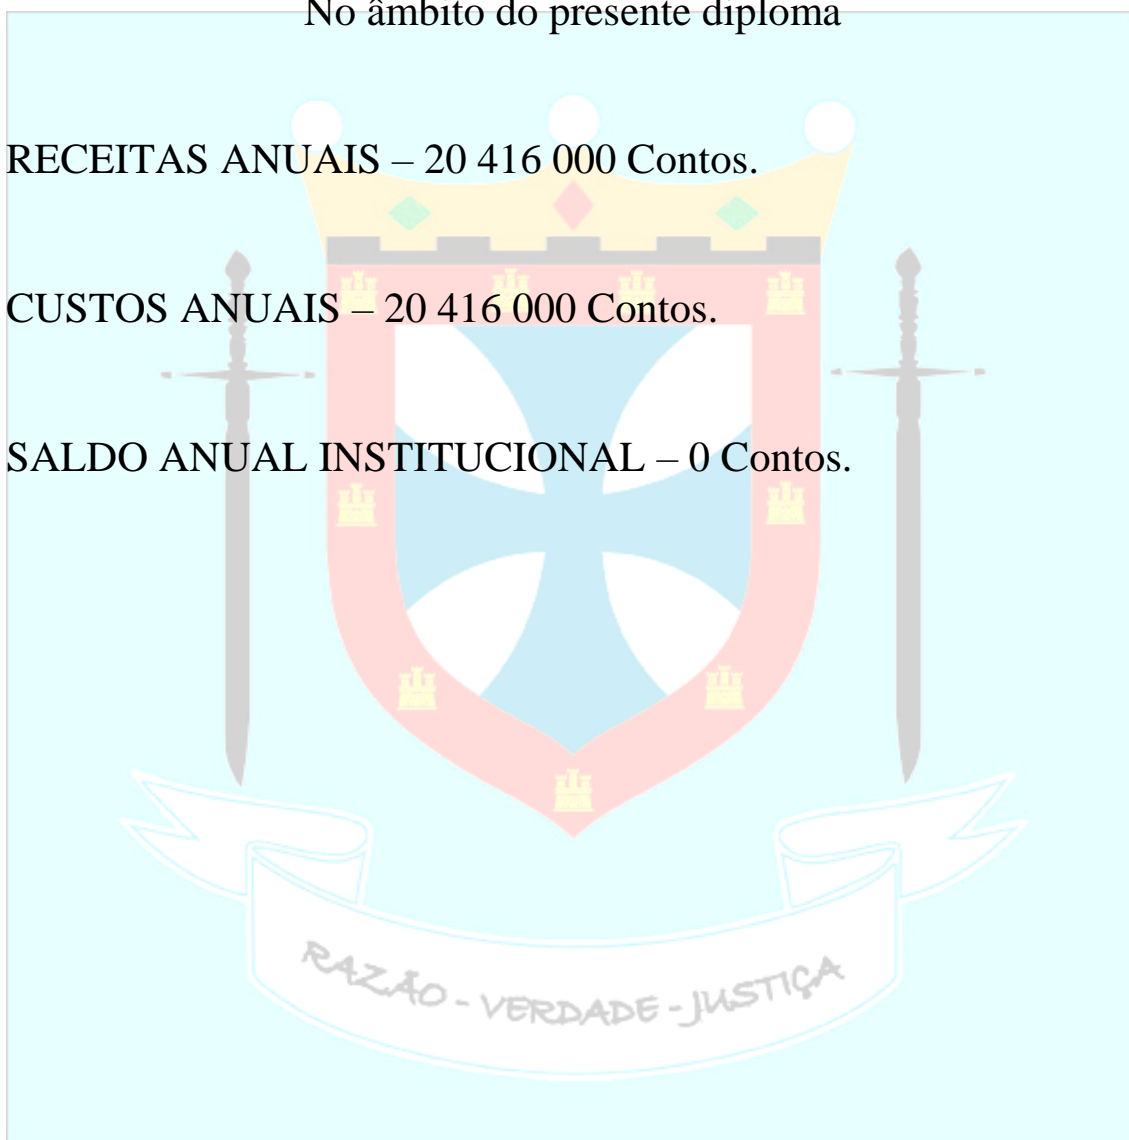 No âmbito do presente diploma
RECEITAS ANUAIS – 20 416 000 Contos.
CUSTOS ANUAIS – 20 416 000 Contos.
SALDO ANUAL INSTITUCIONAL – 0 Contos.
RAZÃO - VERDADE - JUSTIÇA